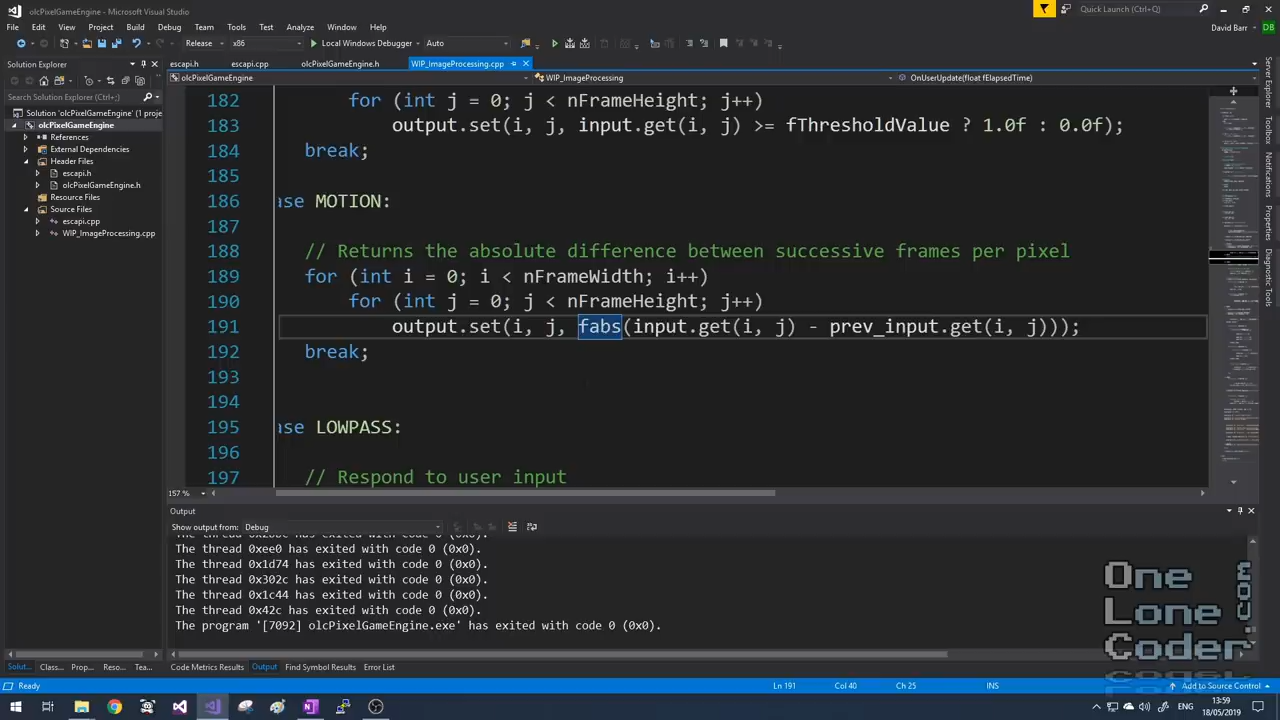 olcPixelGameEngine - Microsoft Visual Studio
Quick Launch (Ctrl+Q)
File Edit View Project Build Debug Team Tools Test Analyze Window Help
David Barr
DB
Release x86 Local Windows Debugger Auto
Solution Explorer
escapi.h escapi.cpp olcPixelGameEngine.h WIP_ImageProcessing.cpp
olcPixelGameEngine WIP_ImageProcessing OnUserUpdate(float fElapsedTime)
Search Solution Explorer (Ctrl+;)
Solution 'olcPixelGameEngine' (1 proje
olcPixelGameEngine
References
External Dependencies
Header Files
escapi.h
olcPixelGameEngine.h
Resource Files
Source Files
escapi.cpp
WIP_ImageProcessing.cpp
182 for (int j = 0; j < nFrameHeight; j++)
183 output.set(i, j, input.get(i, j) >= fThresholdValue ? 1.0f : 0.0f);
184 break;
185
186 ase MOTION:
187
188 // Returns the absolute difference between successive frames per pixel
189 for (int i = 0; i < nFrameWidth; i++)
190 for (int j = 0; j < nFrameHeight; j++)
191 output.set(i, j, fabs(input.get(i, j) - prev_input.get(i, j)));
192 break;
193
194
195 ase LOWPASS:
196
197 // Respond to user input
157 %
Server Explorer
Toolbox
Notifications
Properties
Diagnostic Tools
Output
Show output from: Debug
The thread 0xee0 has exited with code 0 (0x0).
The thread 0x1d74 has exited with code 0 (0x0).
The thread 0x302c has exited with code 0 (0x0).
The thread 0x1c44 has exited with code 0 (0x0).
The thread 0x42c has exited with code 0 (0x0).
The program '[7092] olcPixelGameEngine.exe' has exited with code 0 (0x0).
One
Lone
Coder
.com
Solut... Class... Prop... Reso... Tea...
Code Metrics Results Output Find Symbol Results Error List
Ready Ln 191 Col 40 Ch 25 INS Add to Source Control
ENG
13:59
18/05/2019